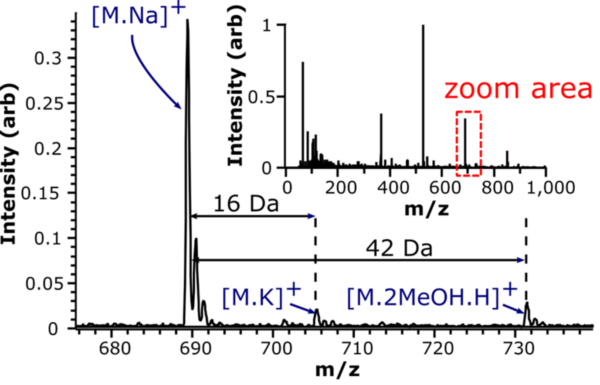 [M.Na]+
Intensity (arb)
0.3
0.25
0.2
0.15
0.1
0.05
0
680
690
700
710
720
730
m/z
16 Da
42 Da
[M.K]+
[M.2MeOH.H]+
Intensity (arb)
1
0.5
0
0
200
400
600
800
1,000
m/z
zoom area